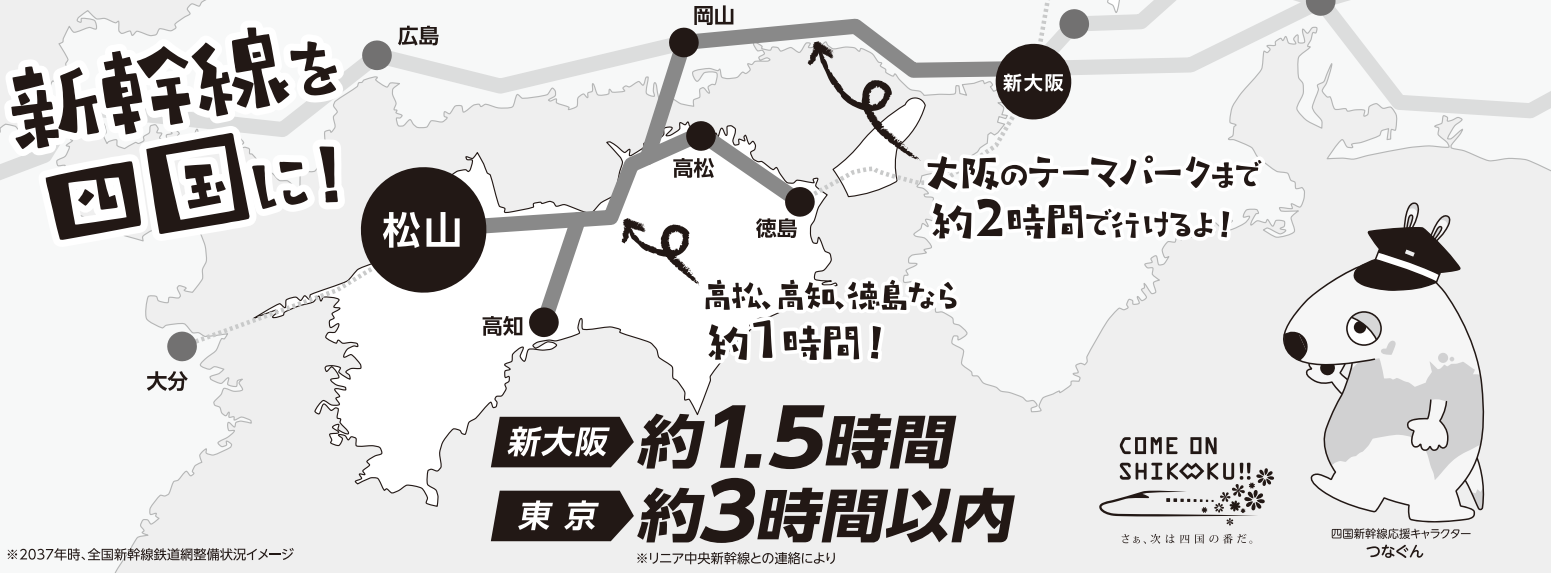 新幹線を
四国に！
広島
岡山
新大阪
松山
高松
徳島
高知
大分
大阪のテーマパークまで
約2時間で行けるよ！
高松、高知、徳島なら
約1時間！
新大阪 約1.5時間
東京 約3時間以内
※リニア中央新幹線との連絡により
※2037年時、全国新幹線鉄道網整備状況イメージ
COME ON
SHIKOKU!!
さぁ、次は四国の番だ。
四国新幹線応援キャラクター
つなぐん